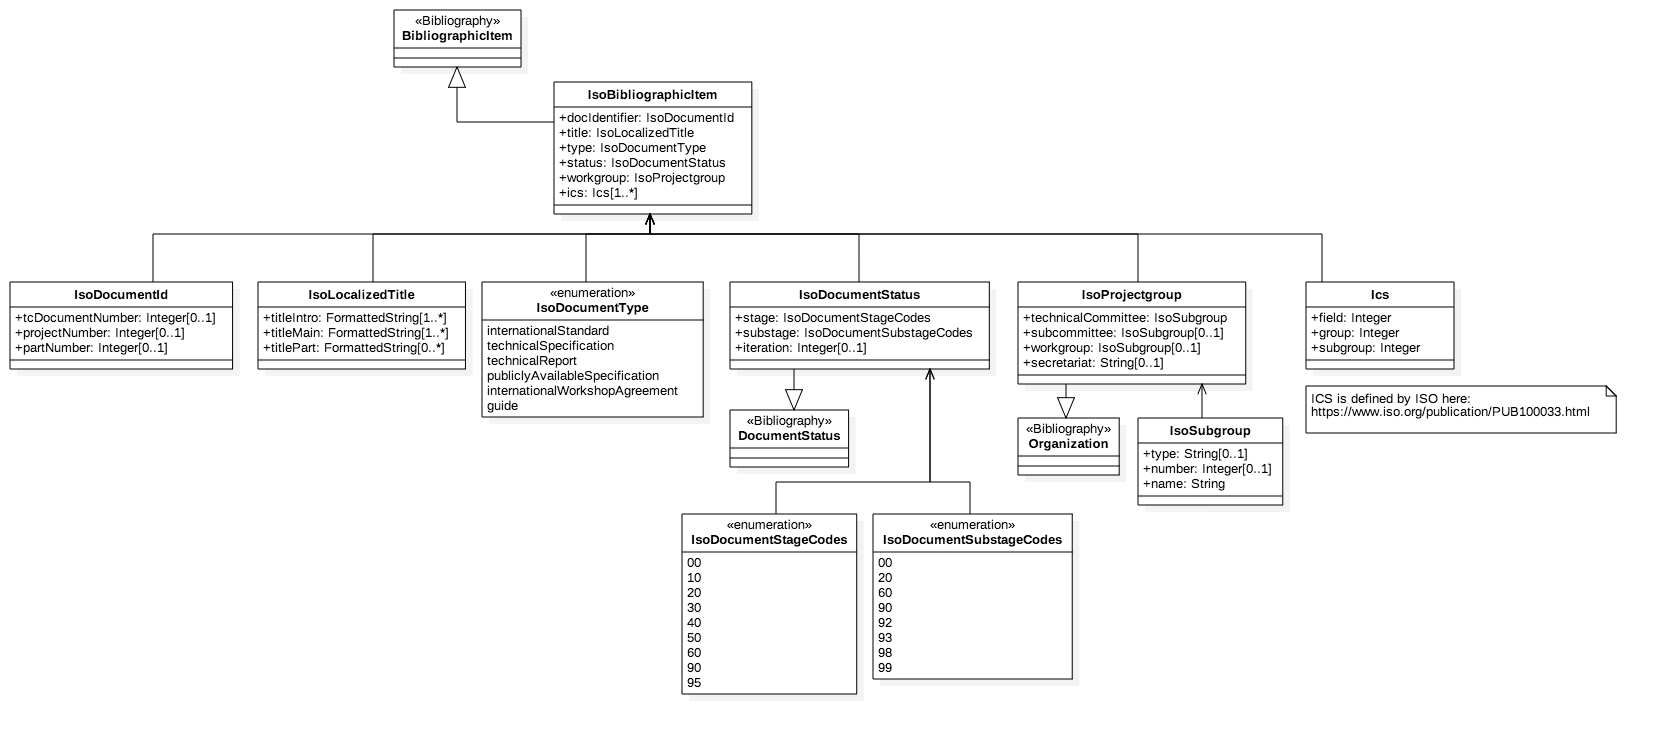 «Bibliography»
BibliographicItem
IsoBibliographicItem
+docIdentifier: IsoDocumentId
+title: IsoLocalizedTitle
+type: IsoDocumentType
+status: IsoDocumentStatus
+workgroup: IsoProjectgroup
+ics: Ics[1..*]
IsoDocumentId
+tcDocumentNumber: Integer[0..1]
+projectNumber: Integer[0..1]
+partNumber: Integer[0..1]
IsoLocalizedTitle
+titleIntro: FormattedString[1..*]
+titleMain: FormattedString[1..*]
+titlePart: FormattedString[0..*]
«enumeration»
IsoDocumentType
internationalStandard
technicalSpecification
technicalReport
publiclyAvailableSpecification
internationalWorkshopAgreement
guide
IsoDocumentStatus
+stage: IsoDocumentStageCodes
+substage: IsoDocumentSubstageCodes
+iteration: Integer[0..1]
IsoProjectgroup
+technicalCommittee: IsoSubgroup
+subcommittee: IsoSubgroup[0..1]
+workgroup: IsoSubgroup[0..1]
+secretariat: String[0..1]
Ics
+field: Integer
+group: Integer
+subgroup: Integer
ICS is defined by ISO here:
https://www.iso.org/publication/PUB100033.html
«Bibliography»
DocumentStatus
«Bibliography»
Organization
IsoSubgroup
+type: String[0..1]
+number: Integer[0..1]
+name: String
«enumeration»
IsoDocumentStageCodes
00
10
20
30
40
50
60
90
95
«enumeration»
IsoDocumentSubstageCodes
00
20
60
90
92
93
98
99